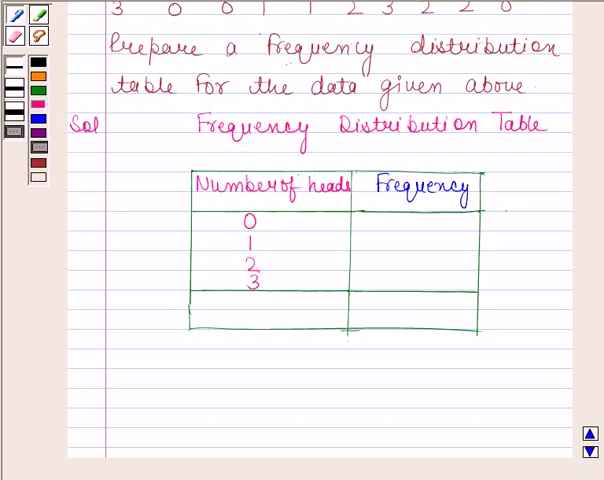 3 0 0 1 1 2 3 2 2 0
Prepare a frequency distribution
table for the data given above
Sol Frequency Distribution Table
Number of heads Frequency
0
1
2
3